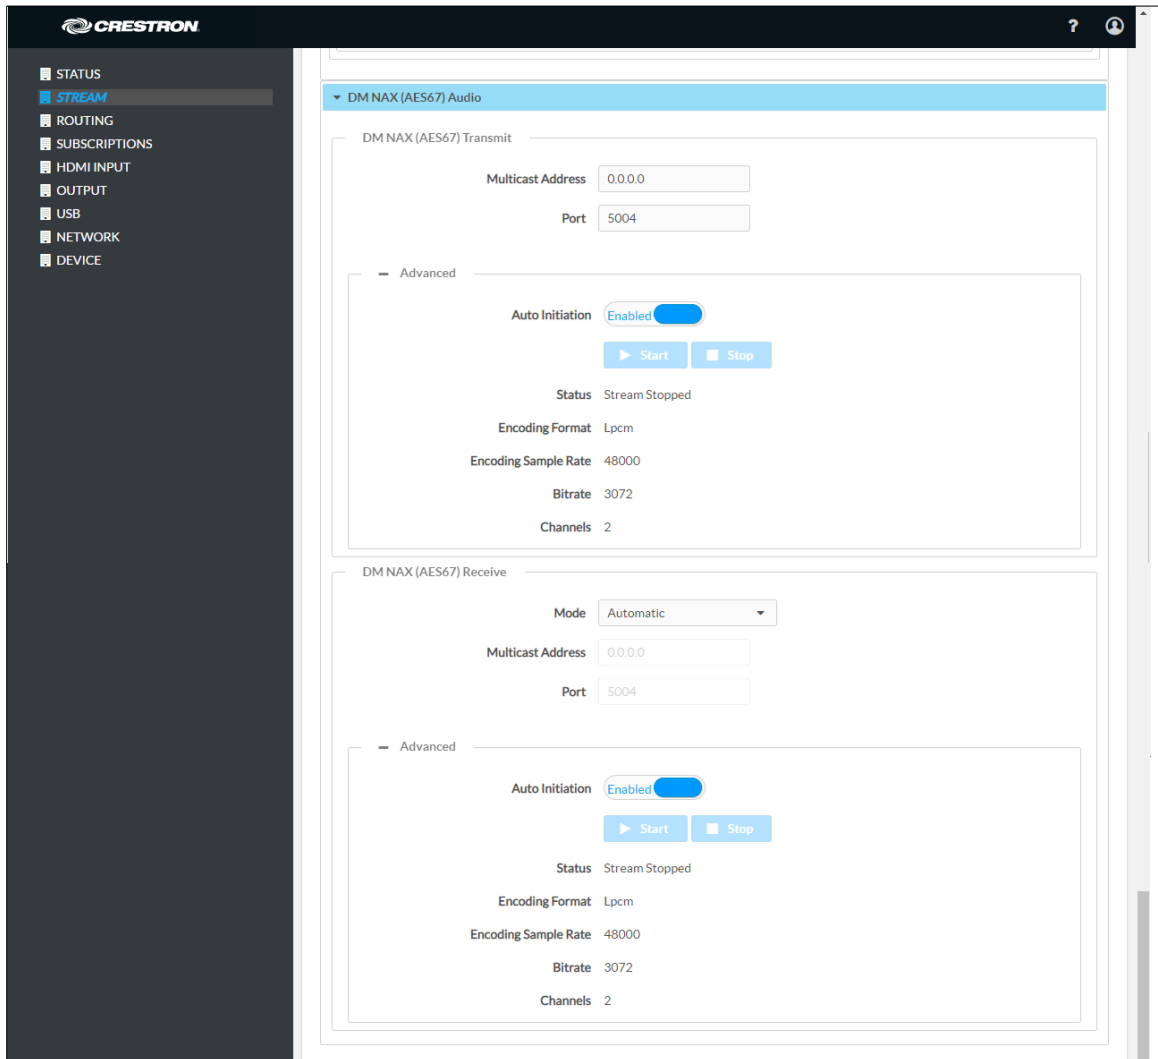 CRESTRON
?
STATUS
STREAM
ROUTING
SUBSCRIPTIONS
HDMI INPUT
OUTPUT
USB
NETWORK
DEVICE
DM NAX (AES67) Audio
DM NAX (AES67) Transmit
Multicast Address 0.0.0.0
Port 5004
Advanced
Auto Initiation Enabled
Start Stop
Status Stream Stopped
Encoding Format Lpcm
Encoding Sample Rate 48000
Bitrate 3072
Channels 2
DM NAX (AES67) Receive
Mode Automatic
Multicast Address 0.0.0.0
Port 5004
Advanced
Auto Initiation Enabled
Start Stop
Status Stream Stopped
Encoding Format Lpcm
Encoding Sample Rate 48000
Bitrate 3072
Channels 2